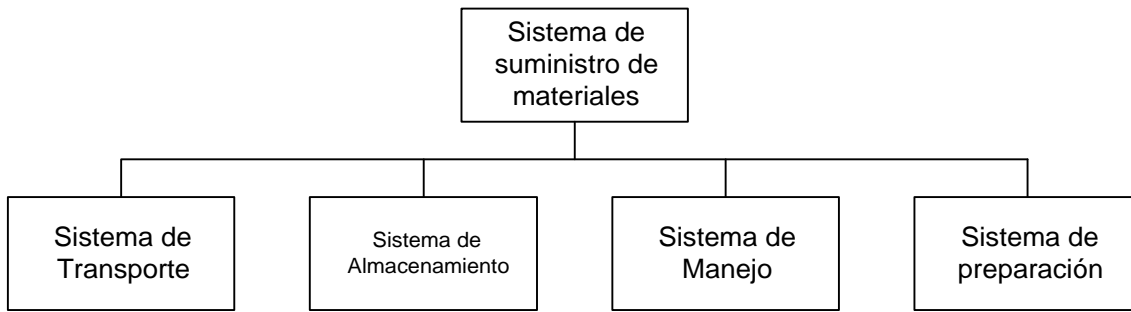 Sistema de
suministro de
materiales
Sistema de
Transporte
Sistema de
Almacenamiento
Sistema de
Manejo
Sistema de
preparación